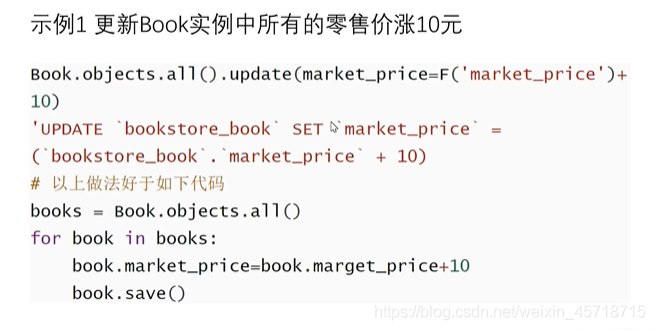 示例1 更新Book实例中所有的零售价涨10元
Book.objects.all().update(market_price=F('market_price')+
10)
'UPDATE `bookstore_book` SET `market_price` =
(`bookstore_book`.`market_price` + 10)
# 以上做法好于如下代码
books = Book.objects.all()
for book in books:
    book.market_price=book.marget_price+10
    book.save()
https://blog.csdn.net/weixin_45718715